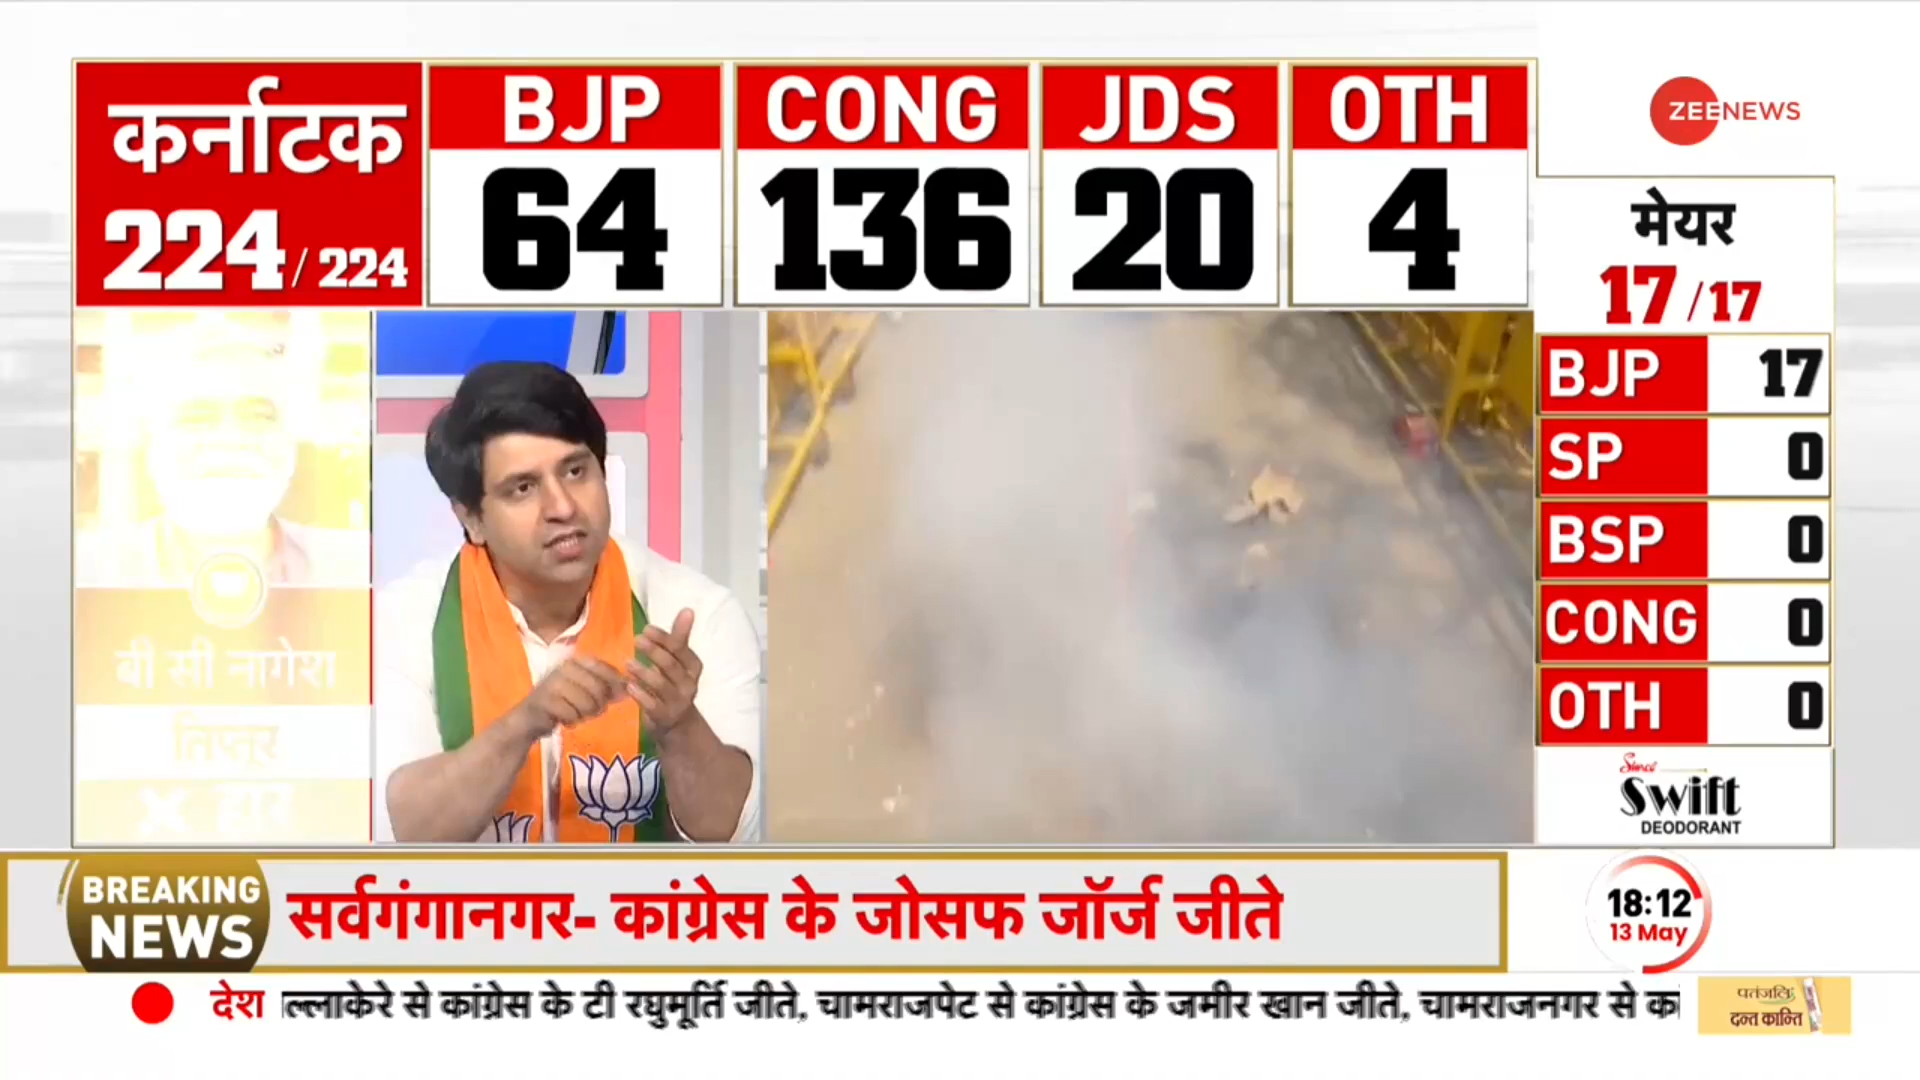 कर्नाटक
224/224
BJP
64
CONG
136
JDS
20
OTH
4
ZEENEWS
मेयर
17/17
BJP 17
SP 0
BSP 0
CONG 0
OTH 0
Swift
DEODORANT
बी सी नागेश
तिप्तूर
X हार
BREAKING
NEWS
सर्वगंगानगर- कांग्रेस के जोसफ जॉर्ज जीते
18:12
13 May
देश ल्लाकेरे से कांग्रेस के टी रघुमूर्ति जीते, चामराजपेट से कांग्रेस के जमीर खान जीते, चामराजनगर से क
पतंजलि
दन्त कान्ति